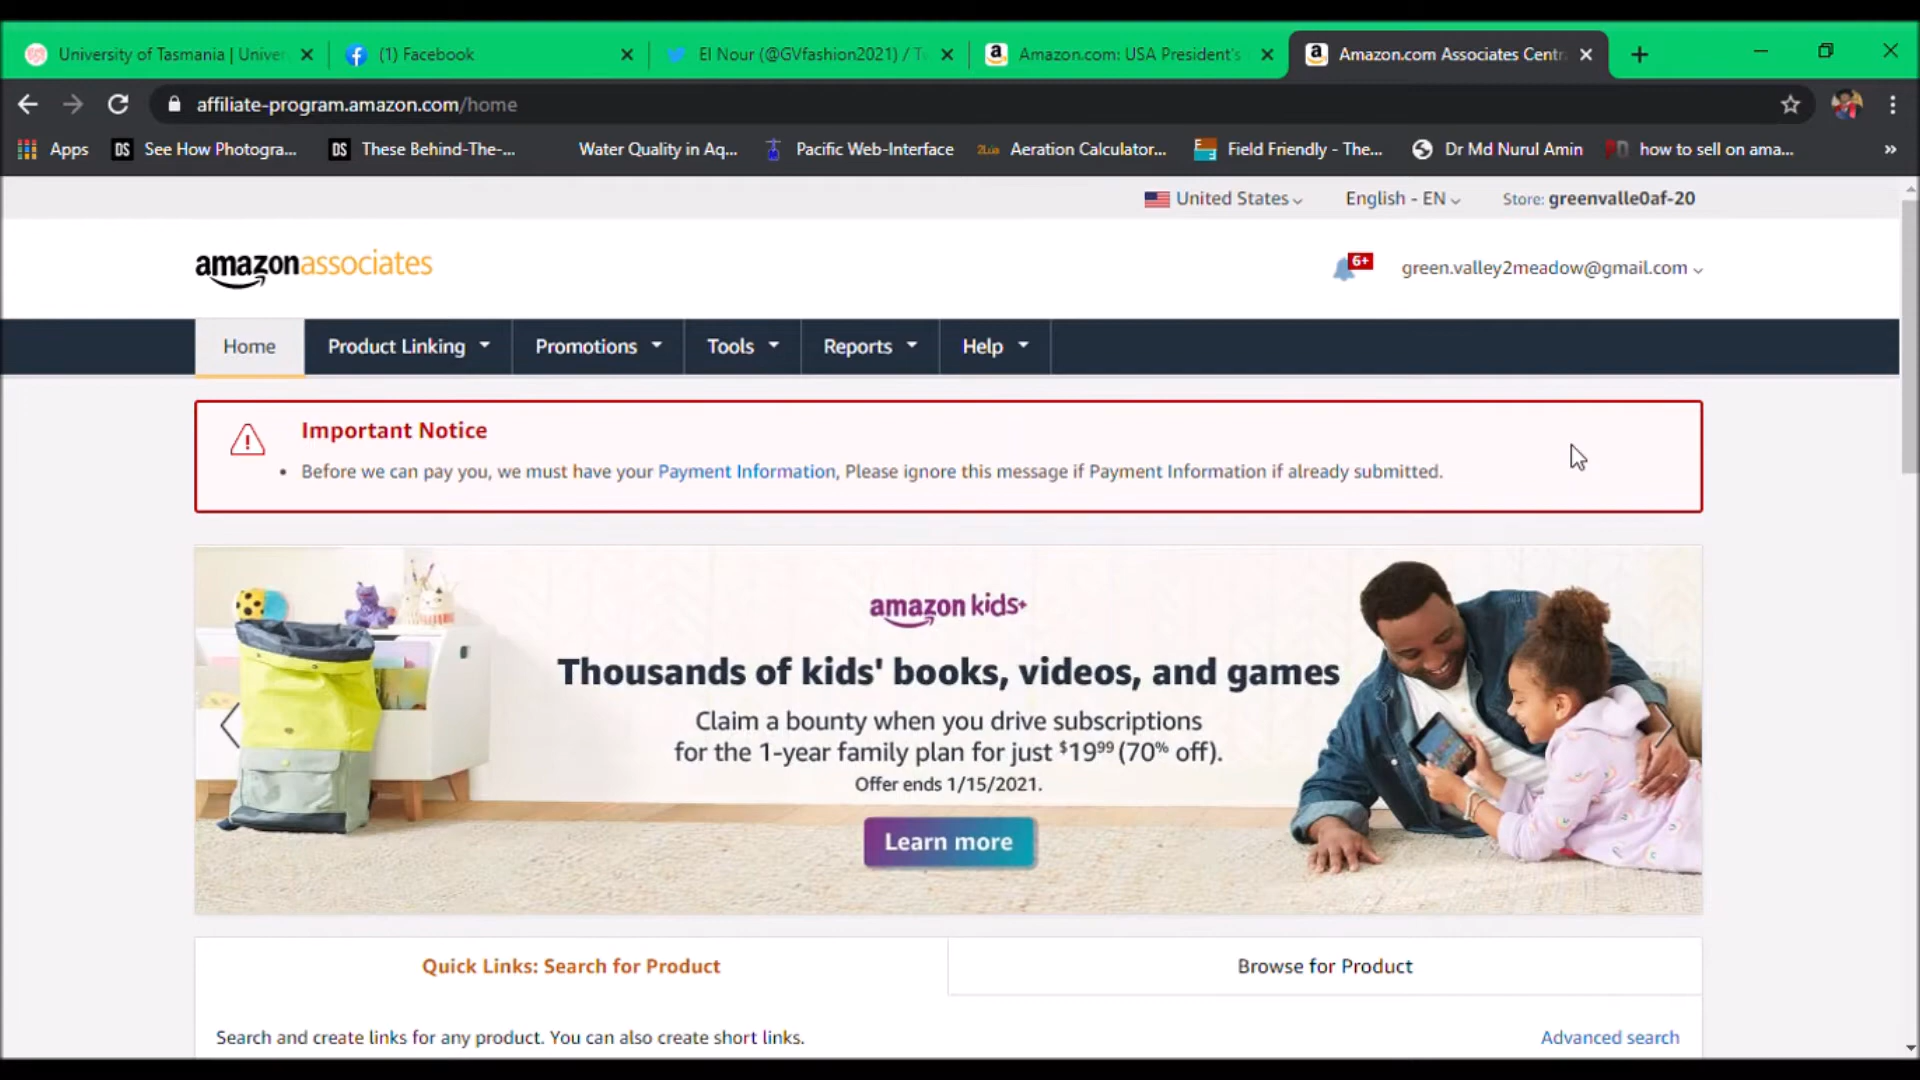 University of Tasmania | Univer
(1) Facebook
El Nour (@GVfashion2021) / T
Amazon.com: USA President's
Amazon.com Associates Centr
affiliate-program.amazon.com/home
Apps
DS See How Photogra...
DS These Behind-The-...
Water Quality in Aq...
Pacific Web-Interface
2Lua Aeration Calculator...
Field Friendly - The...
Dr Md Nurul Amin
how to sell on ama...
»
United States
English - EN
Store: greenvalle0af-20
amazonassociates
6+
green.valley2meadow@gmail.com
Home
Product Linking
Promotions
Tools
Reports
Help
Important Notice
• Before we can pay you, we must have your Payment Information, Please ignore this message if Payment Information if already submitted.
amazon kids+
Thousands of kids' books, videos, and games
Claim a bounty when you drive subscriptions
for the 1-year family plan for just $19⁹⁹ (70% off).
Offer ends 1/15/2021.
Learn more
Quick Links: Search for Product
Browse for Product
Search and create links for any product. You can also create short links.
Advanced search